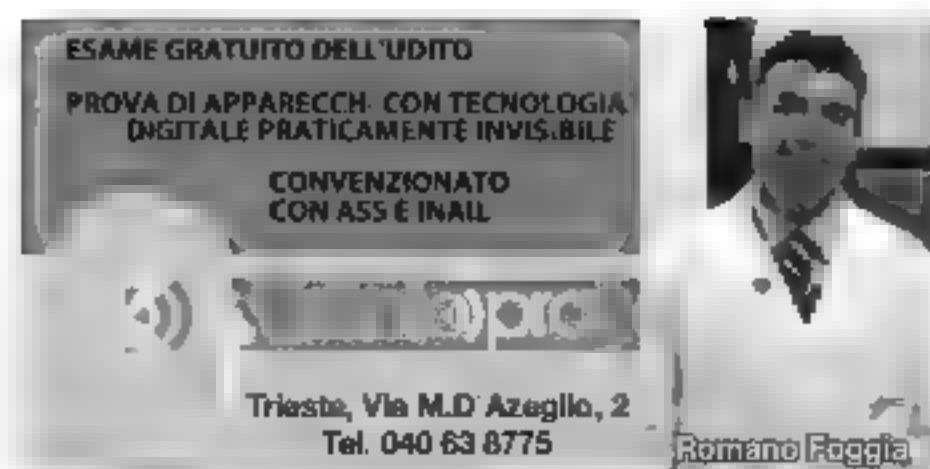 ESAME GRATUITO DELL'UDITO
PROVA DI APPARECCHI CON TECNOLOGIA
DIGITALE PRATICAMENTE INVISIBILE
CONVENZIONATO
CON ASS E INAIL
Trieste, Via M.D'Azeglio, 2
Tel. 040 63 8775
Romano Foggia